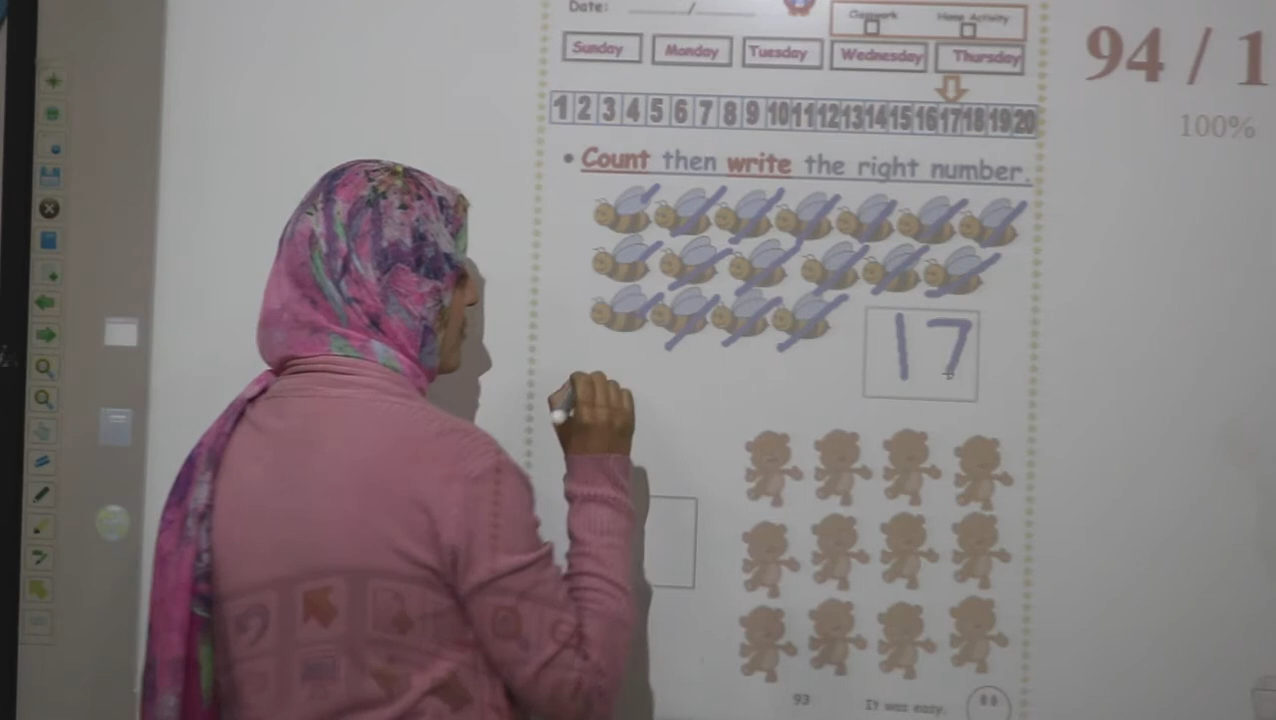 Date: ______/______
Classwork
Home Activity
Sunday Monday Tuesday Wednesday Thursday
94 / 1
100%
1 2 3 4 5 6 7 8 9 10 11 12 13 14 15 16 17 18 19 20
• Count then write the right number.
17
93
It was easy.